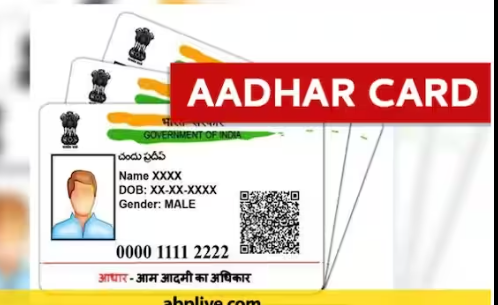 AADHAR CARD
भारत सरकार
GOVERNMENT OF INDIA
చందు ప్రదీప్
Name XXXX
DOB: XX-XX-XXXX
Gender: MALE
0000 1111 2222
आधार - आम आदमी का अधिकार
abplive.com